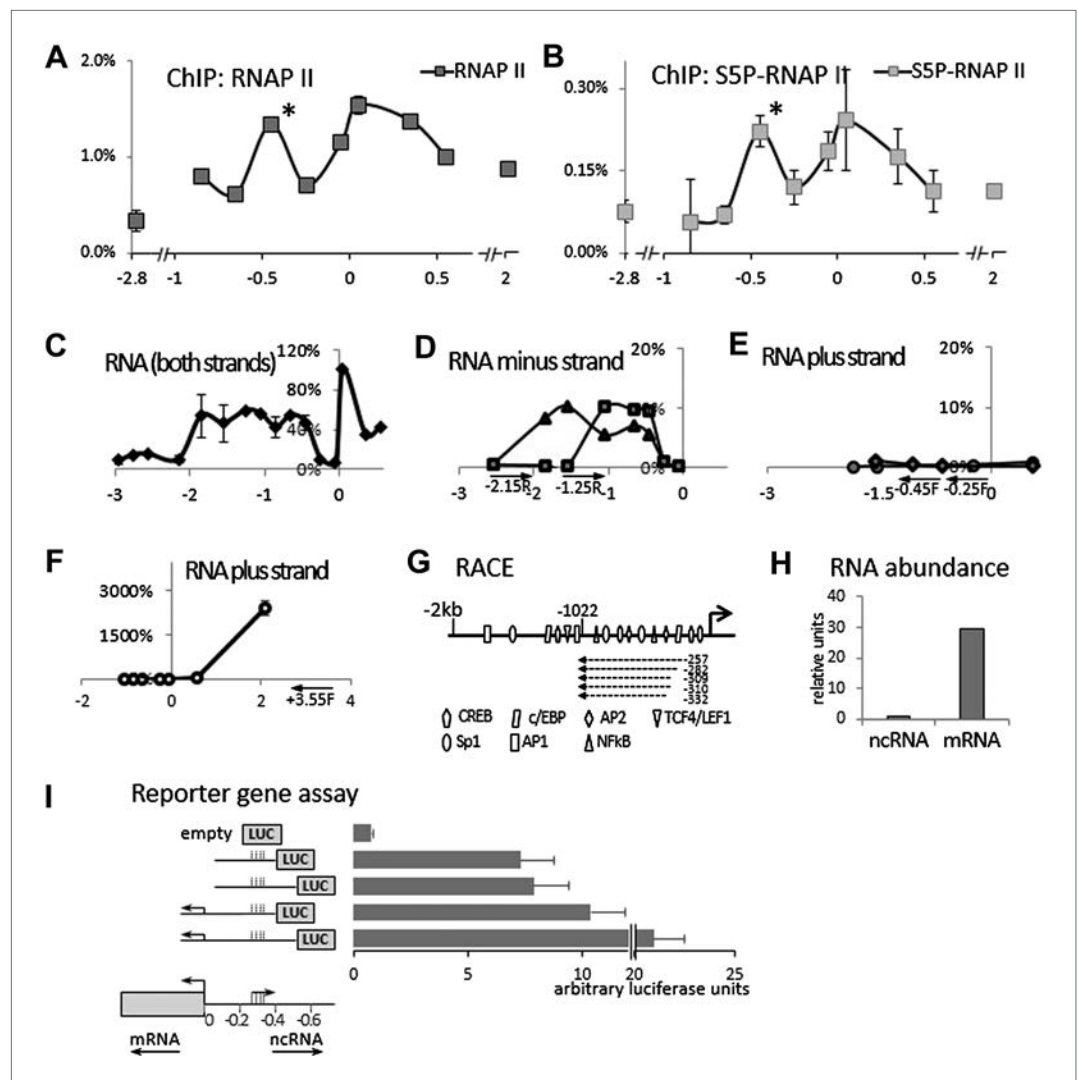 A
2.0%
1.0%
0.0%
ChIP: RNAP II
*
RNAP II
-2.8 -1 -0.5 0 0.5 2
B
0.30%
0.15%
0.00%
ChIP: S5P-RNAP II
*
S5P-RNAP II
-2.8 -1 -0.5 0 0.5 2
C
RNA (both strands)
120%
80%
40%
0%
-3 -2 -1 0
D
RNA minus strand
20%
0%
-3 -2 -1 0
-2.15R
-1.25R
E
RNA plus strand
20%
10%
0%
-3 -1.5 0
-0.45F
-0.25F
F
RNA plus strand
3000%
1500%
-2 0 2 4
+3.55F
G
RACE
-2kb
-1022
-257
-282
-309
-310
-332
CREB c/EBP AP2 TCF4/LEF1
Sp1 AP1 NFkB
H
RNA abundance
relative units
40
30
20
10
0
ncRNA mRNA
I
Reporter gene assay
empty LUC
LUC
LUC
LUC
LUC
0 5 10 20 25
arbitrary luciferase units
0 -0.2 -0.4 -0.6
mRNA ncRNA